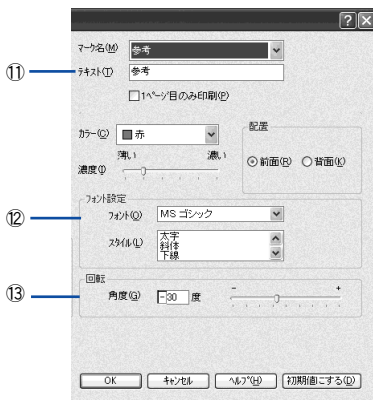 マーク名(M) 参考
⑪ テキスト(T) 参考
1ページ目のみ印刷(P)
カラー(C) 赤
配置
前面(R) 背面(K)
薄い 濃い
濃度(I)
フォント設定
⑫ フォント(O) MS ゴシック
スタイル(L) 太字
斜体
下線
回転
- +
⑬ 角度(G) -30 度
OK キャンセル ヘルプ(H) 初期値にする(D)